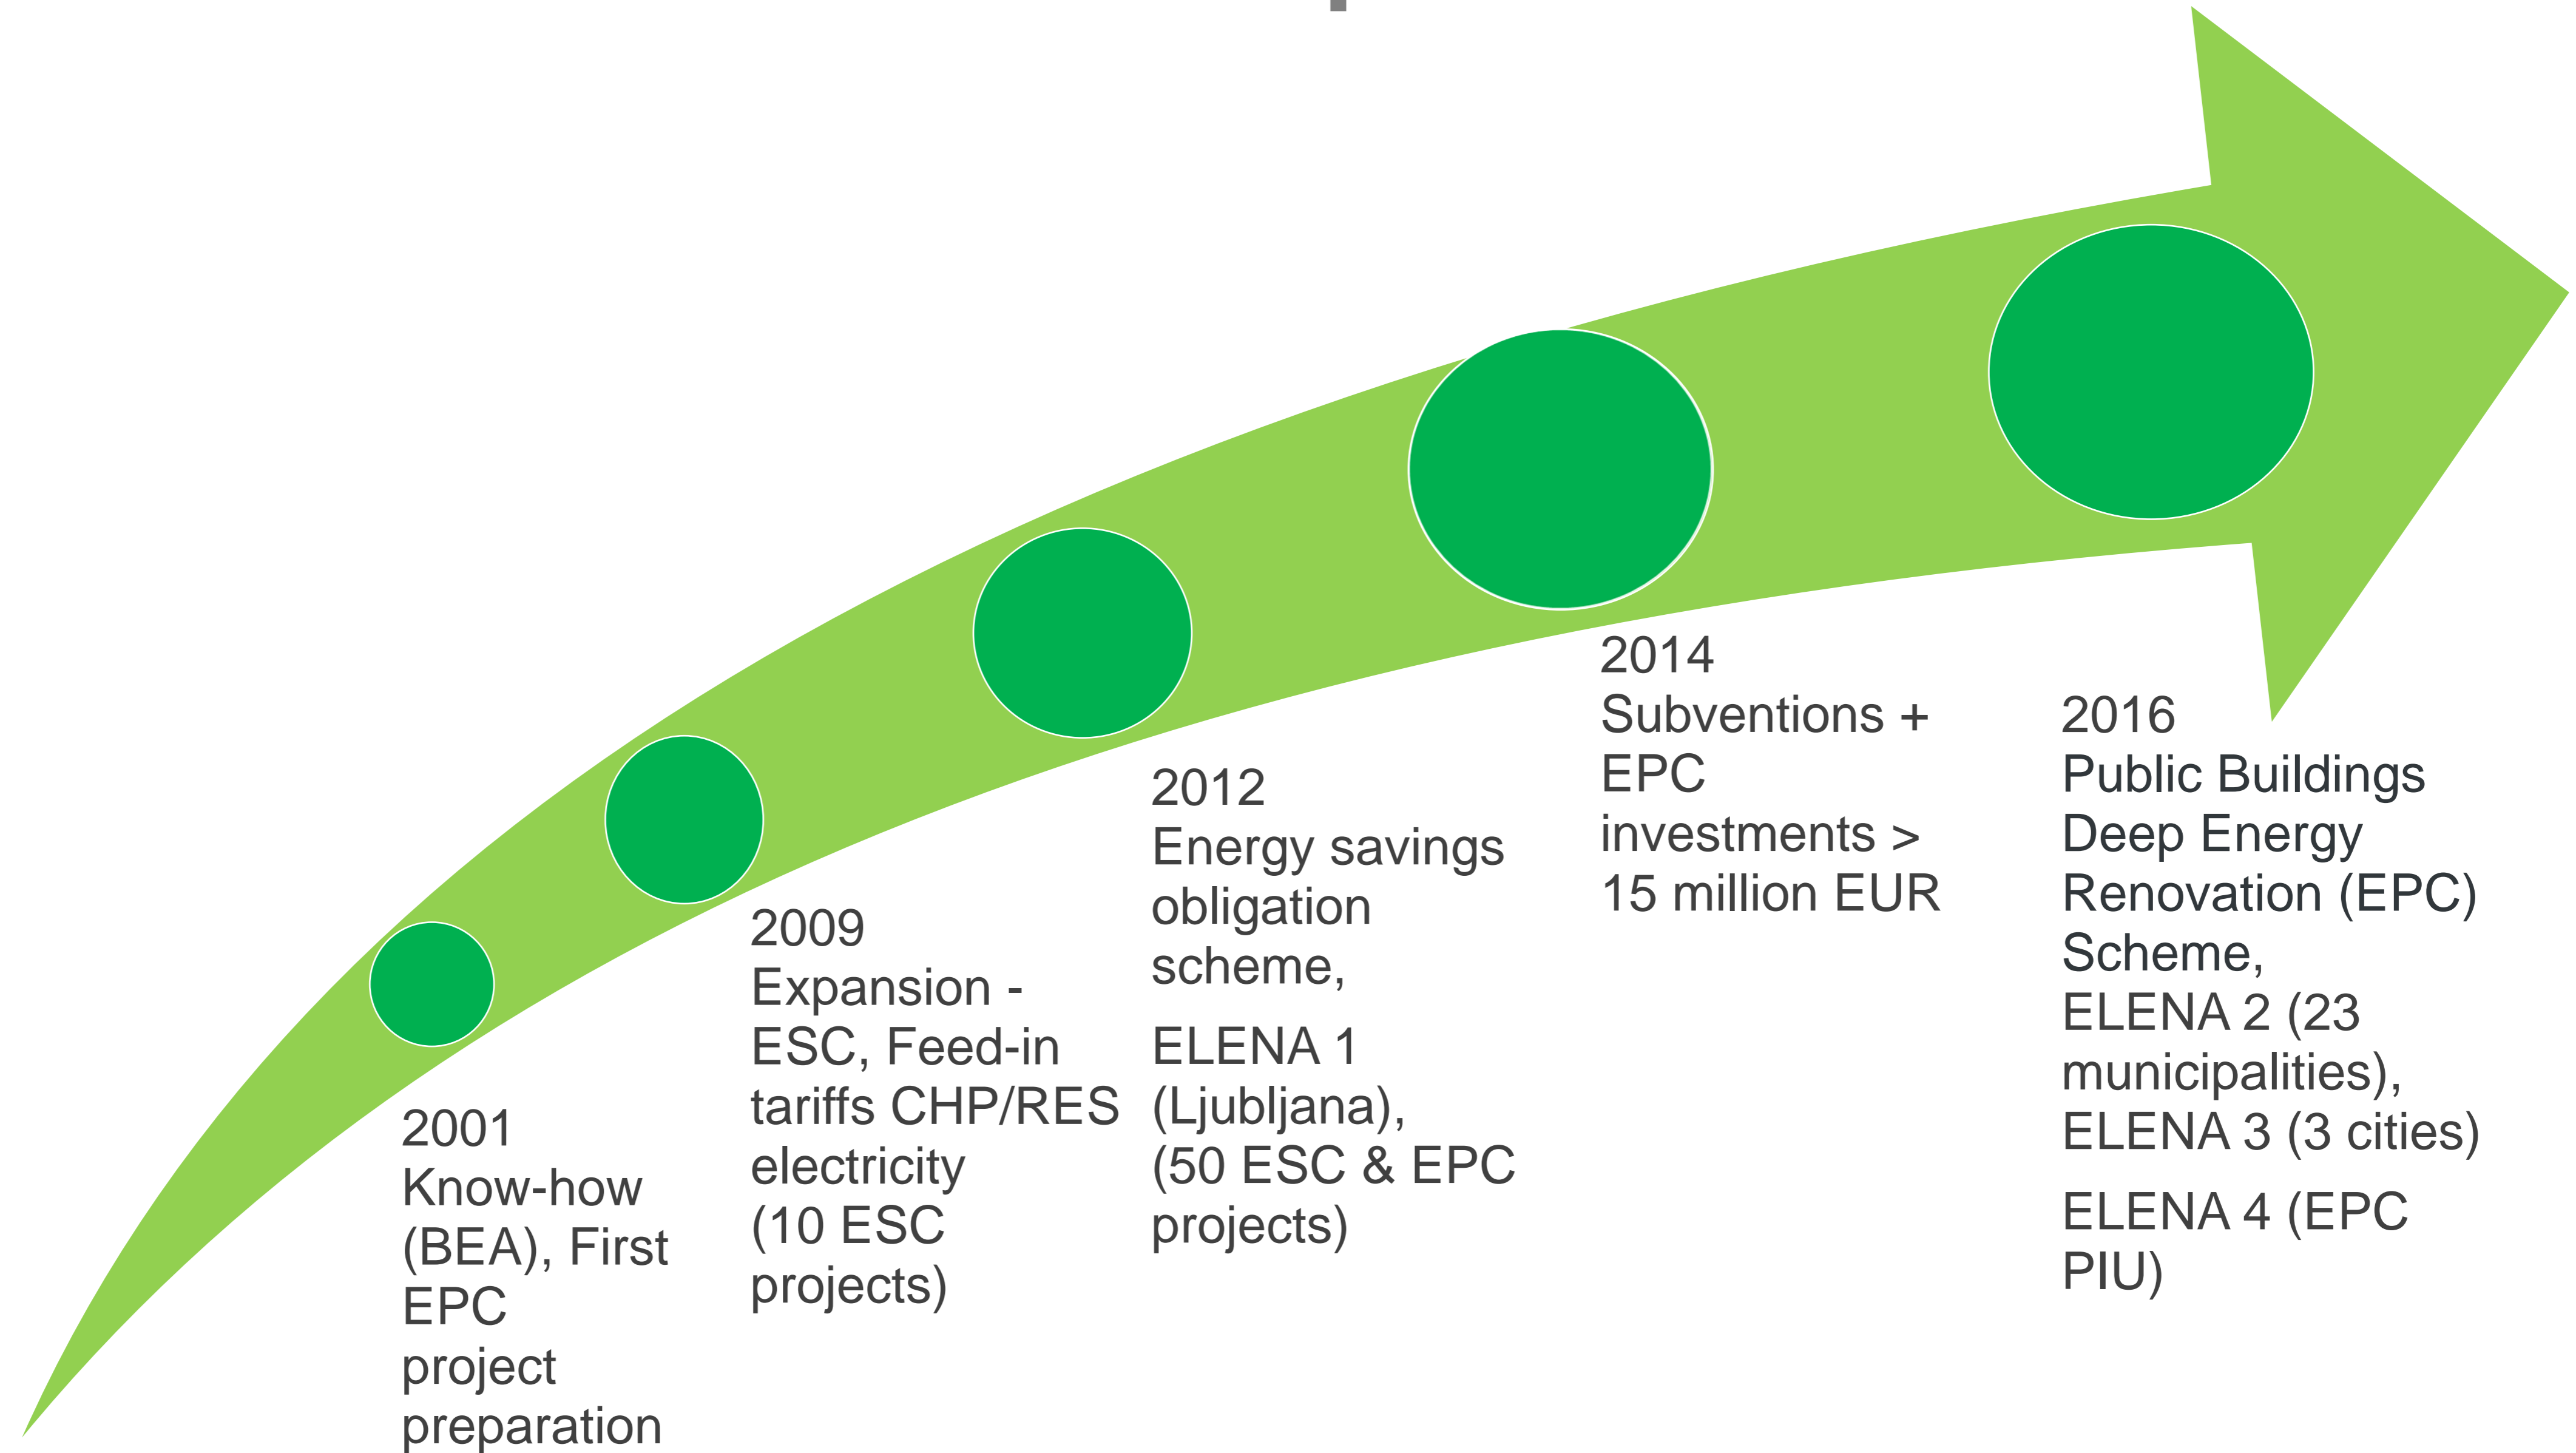 2001
Know-how
(BEA), First
EPC
project
preparation
2009
Expansion -
ESC, Feed-in
tariffs CHP/RES
electricity
(10 ESC
projects)
2012
Energy savings
obligation
scheme,
ELENA 1
(Ljubljana),
(50 ESC & EPC
projects)
2014
Subventions +
EPC
investments >
15 million EUR
2016
Public Buildings
Deep Energy
Renovation (EPC)
Scheme,
ELENA 2 (23
municipalities),
ELENA 3 (3 cities)
ELENA 4 (EPC
PIU)